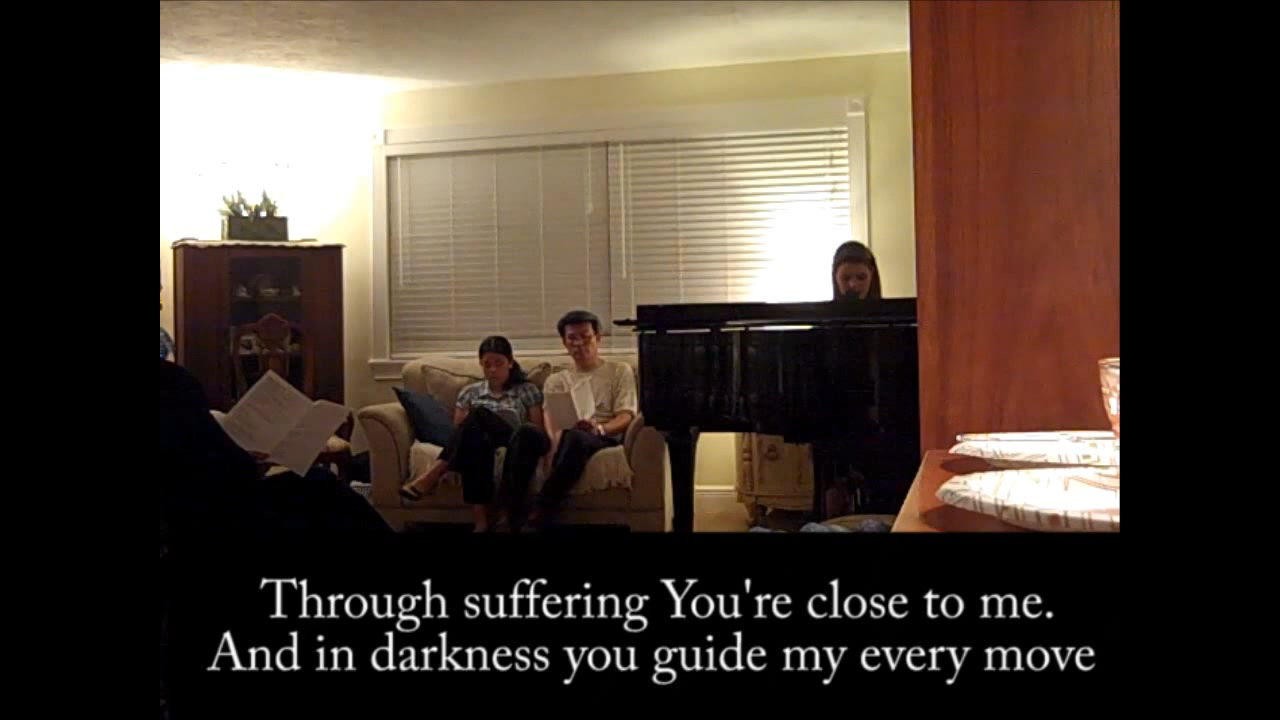 Through suffering You're close to me.
And in darkness you guide my every move